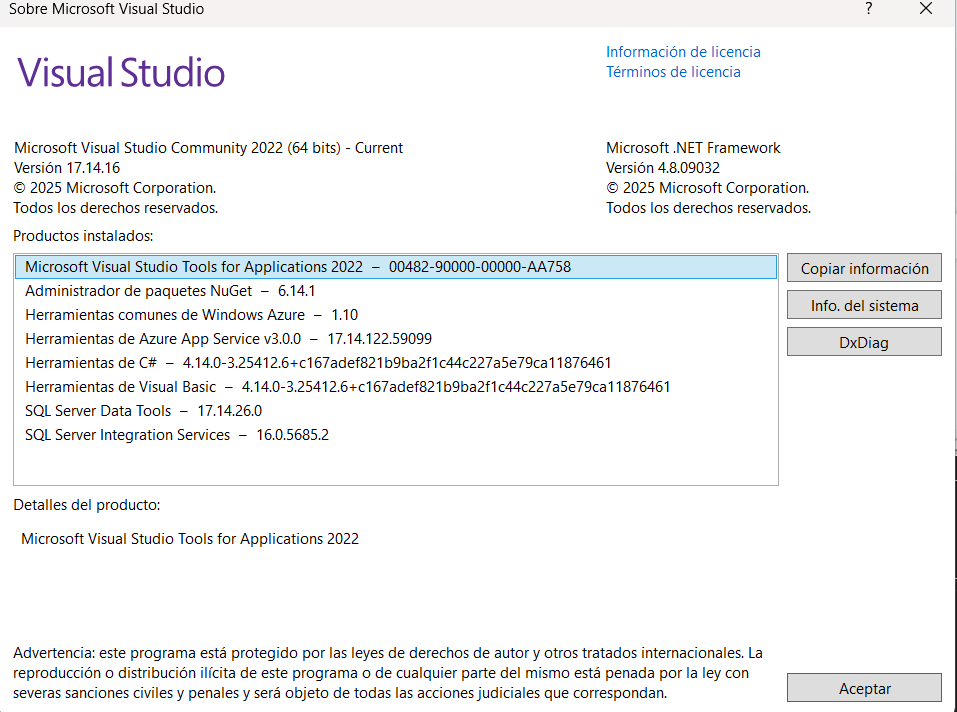 Sobre Microsoft Visual Studio
?
Visual Studio
Información de licencia
Términos de licencia
Microsoft Visual Studio Community 2022 (64 bits) - Current
Versión 17.14.16
© 2025 Microsoft Corporation.
Todos los derechos reservados.
Microsoft .NET Framework
Versión 4.8.09032
© 2025 Microsoft Corporation.
Todos los derechos reservados.
Productos instalados:
Microsoft Visual Studio Tools for Applications 2022 – 00482-90000-00000-AA758
Administrador de paquetes NuGet – 6.14.1
Herramientas comunes de Windows Azure – 1.10
Herramientas de Azure App Service v3.0.0 – 17.14.122.59099
Herramientas de C# – 4.14.0-3.25412.6+c167adef821b9ba2f1c44c227a5e79ca11876461
Herramientas de Visual Basic – 4.14.0-3.25412.6+c167adef821b9ba2f1c44c227a5e79ca11876461
SQL Server Data Tools – 17.14.26.0
SQL Server Integration Services – 16.0.5685.2
Copiar información
Info. del sistema
DxDiag
Detalles del producto:
Microsoft Visual Studio Tools for Applications 2022
Advertencia: este programa está protegido por las leyes de derechos de autor y otros tratados internacionales. La
reproducción o distribución ilícita de este programa o de cualquier parte del mismo está penada por la ley con
severas sanciones civiles y penales y será objeto de todas las acciones judiciales que correspondan.
Aceptar